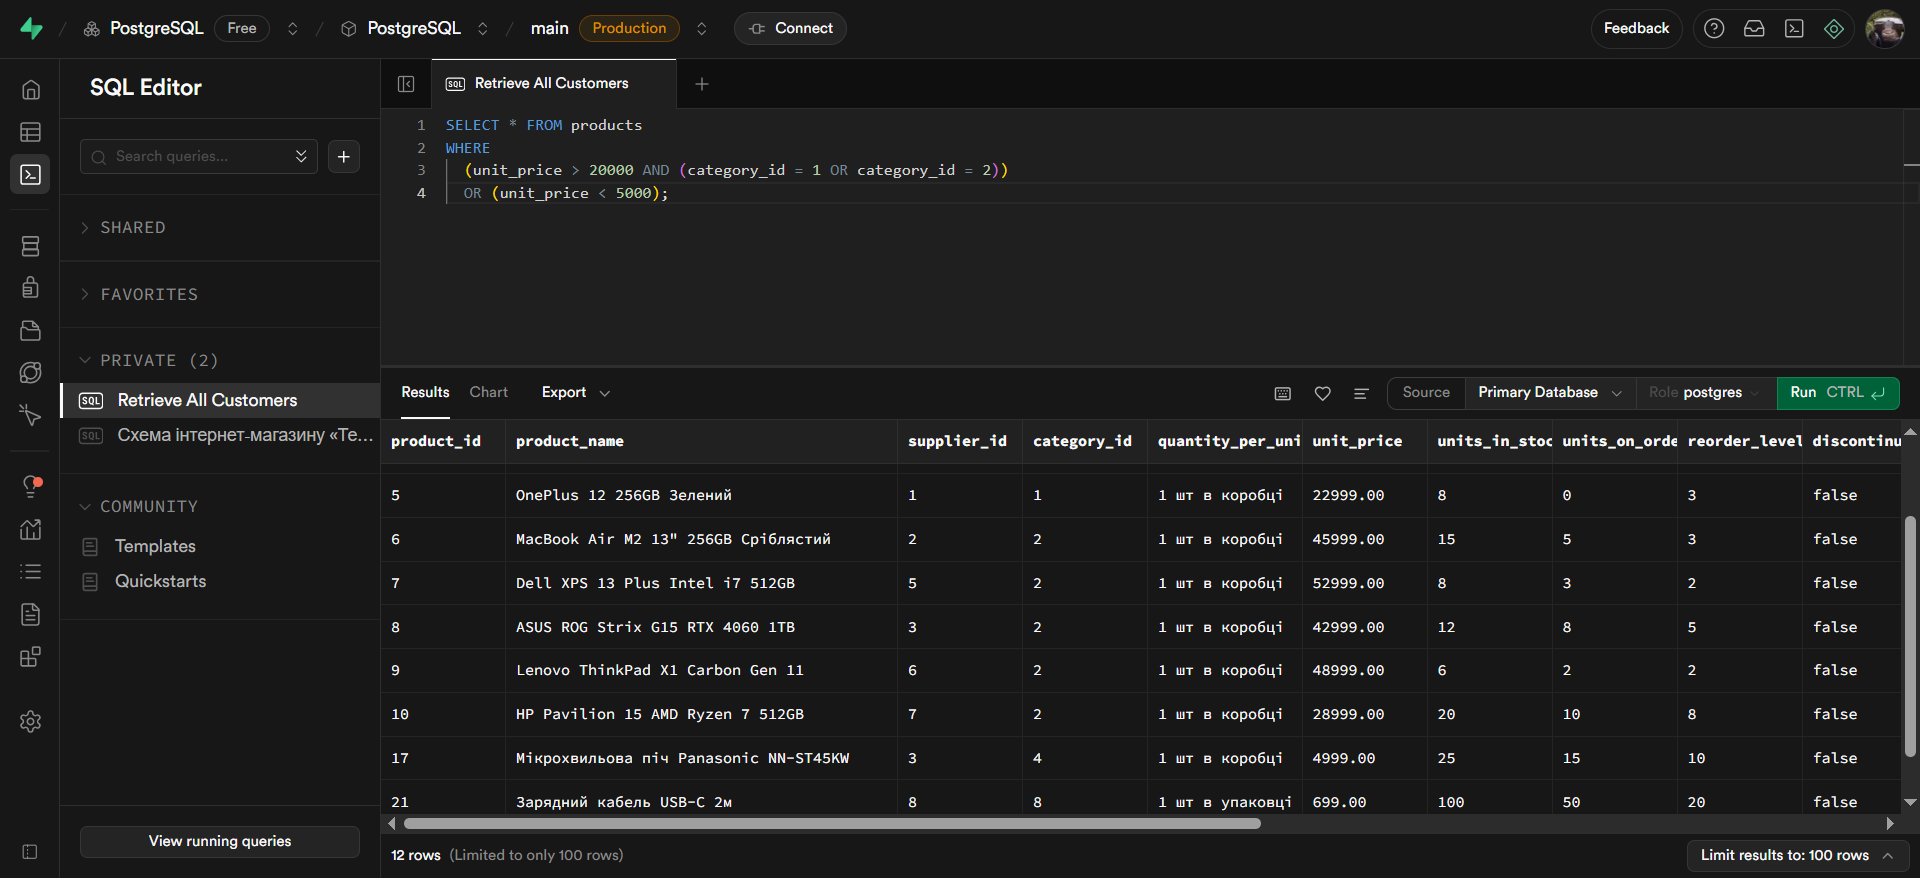 PostgreSQL Free / PostgreSQL / main Production Connect Feedback
SQL Editor
Search queries...
SHARED
FAVORITES
PRIVATE (2)
SQL Retrieve All Customers
SQL Схема інтернет-магазину «Те...
COMMUNITY
Templates
Quickstarts
View running queries
SQL Retrieve All Customers
1 SELECT * FROM products
2 WHERE
3 (unit_price > 20000 AND (category_id = 1 OR category_id = 2))
4 OR (unit_price < 5000);
Results Chart Export Source Primary Database Role postgres Run CTRL
product_id product_name supplier_id category_id quantity_per_uni unit_price units_in_stoc units_on_orde reorder_level discontinu
5 OnePlus 12 256GB Зелений 1 1 1 шт в коробці 22999.00 8 0 3 false
6 MacBook Air M2 13" 256GB Сріблястий 2 2 1 шт в коробці 45999.00 15 5 3 false
7 Dell XPS 13 Plus Intel i7 512GB 5 2 1 шт в коробці 52999.00 8 3 2 false
8 ASUS ROG Strix G15 RTX 4060 1TB 3 2 1 шт в коробці 42999.00 12 8 5 false
9 Lenovo ThinkPad X1 Carbon Gen 11 6 2 1 шт в коробці 48999.00 6 2 2 false
10 HP Pavilion 15 AMD Ryzen 7 512GB 7 2 1 шт в коробці 28999.00 20 10 8 false
17 Мікрохвильова піч Panasonic NN-ST45KW 3 4 1 шт в коробці 4999.00 25 15 10 false
21 Зарядний кабель USB-C 2м 8 8 1 шт в упаковці 699.00 100 50 20 false
12 rows (Limited to only 100 rows) Limit results to: 100 rows